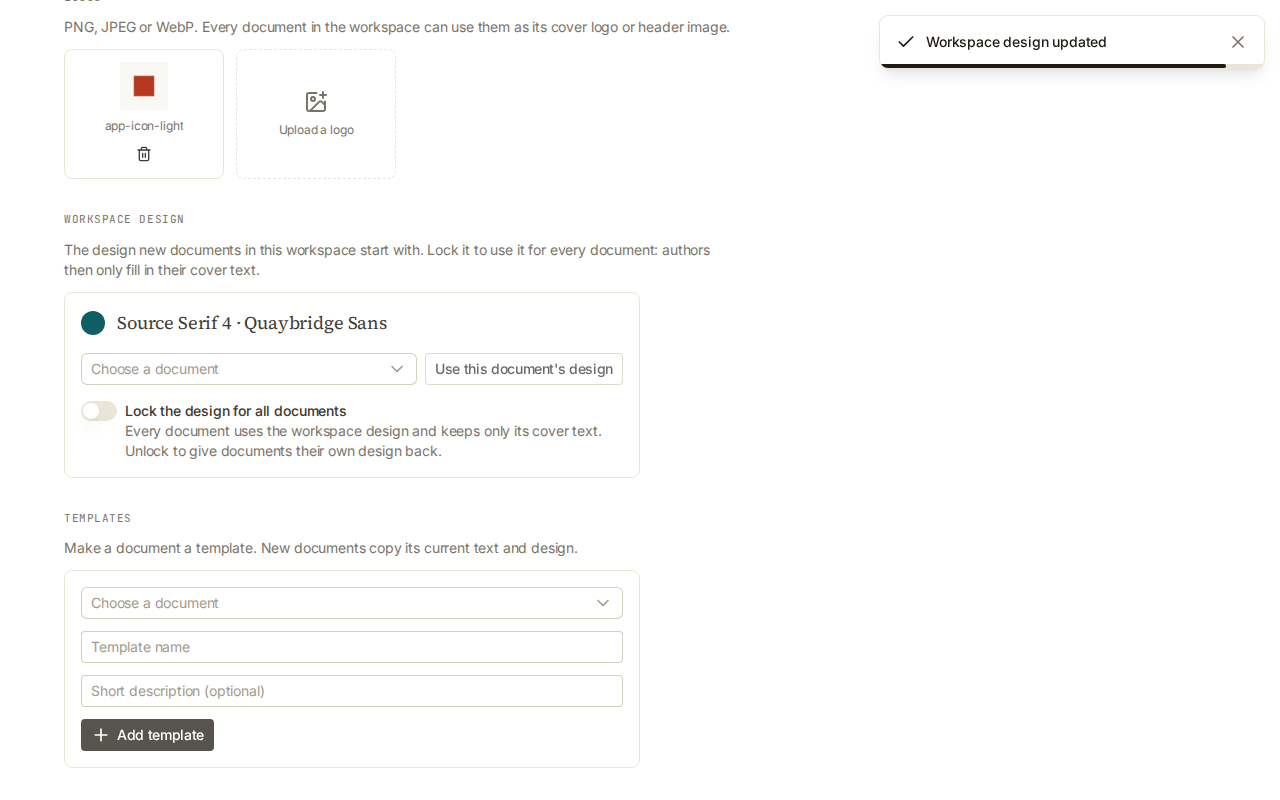 PNG, JPEG or WebP. Every document in the workspace can use them as its cover logo or header image.
Workspace design updated
app-icon-light
Upload a logo
WORKSPACE DESIGN
The design new documents in this workspace start with. Lock it to use it for every document: authors
then only fill in their cover text.
Source Serif 4 · Quaybridge Sans
Choose a document
Use this document's design
Lock the design for all documents
Every document uses the workspace design and keeps only its cover text.
Unlock to give documents their own design back.
TEMPLATES
Make a document a template. New documents copy its current text and design.
Choose a document
Template name
Short description (optional)
Add template